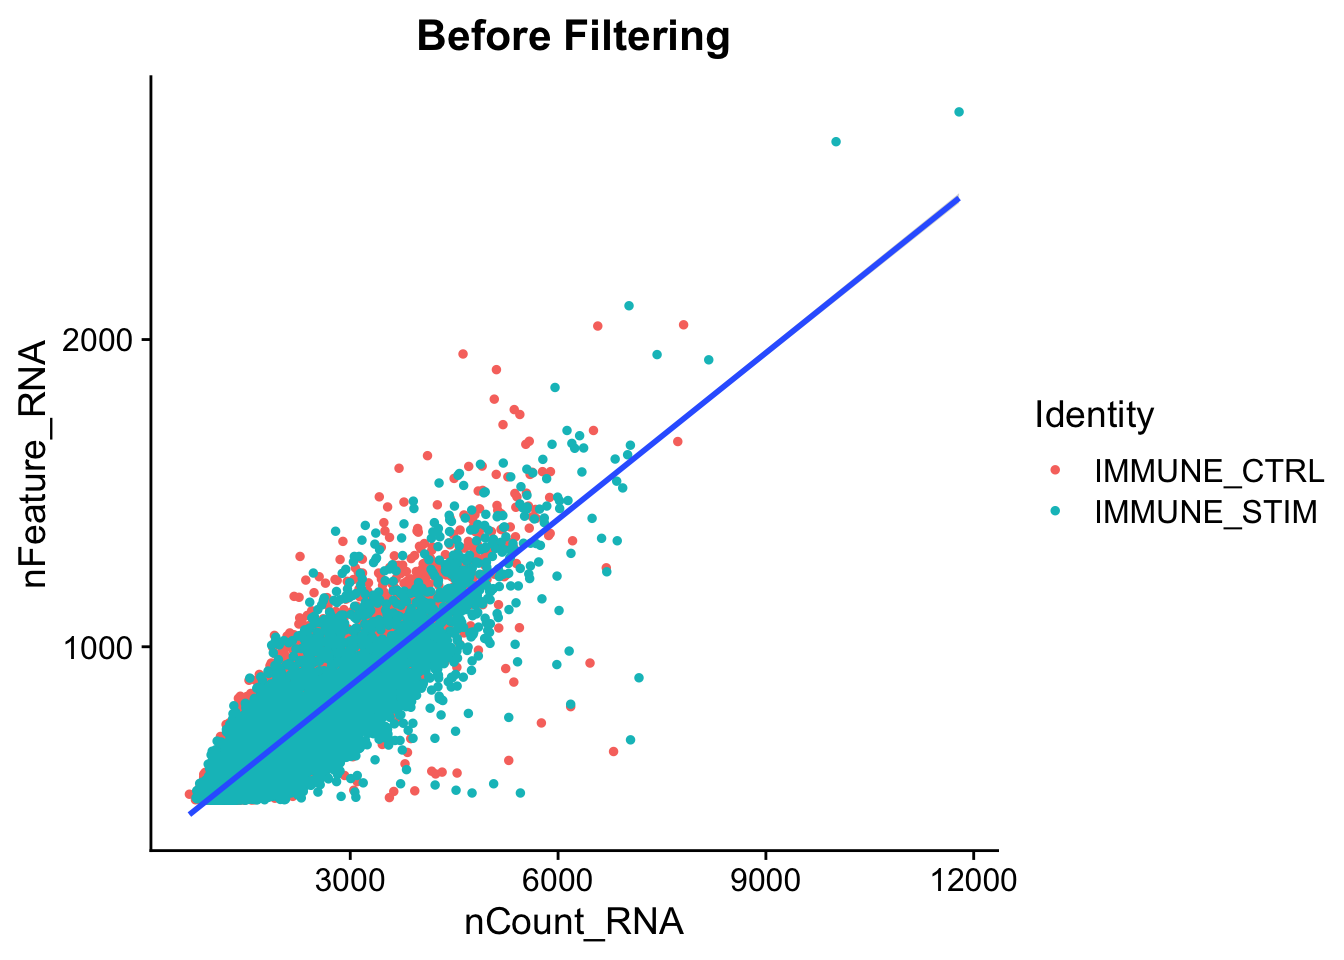 Before Filtering
nFeature_RNA
2000
1000
3000
6000
9000
12000
nCount_RNA
Identity
IMMUNE_CTRL
IMMUNE_STIM